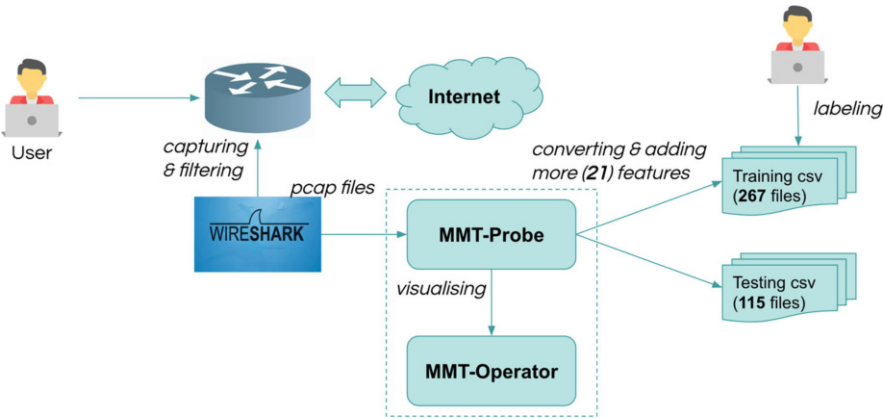 User
Internet
capturing
& filtering
pcap files
WIRESHARK
converting & adding
more (21) features
labeling
Training csv
(267 files)
MMT-Probe
visualising
Testing csv
(115 files)
MMT-Operator